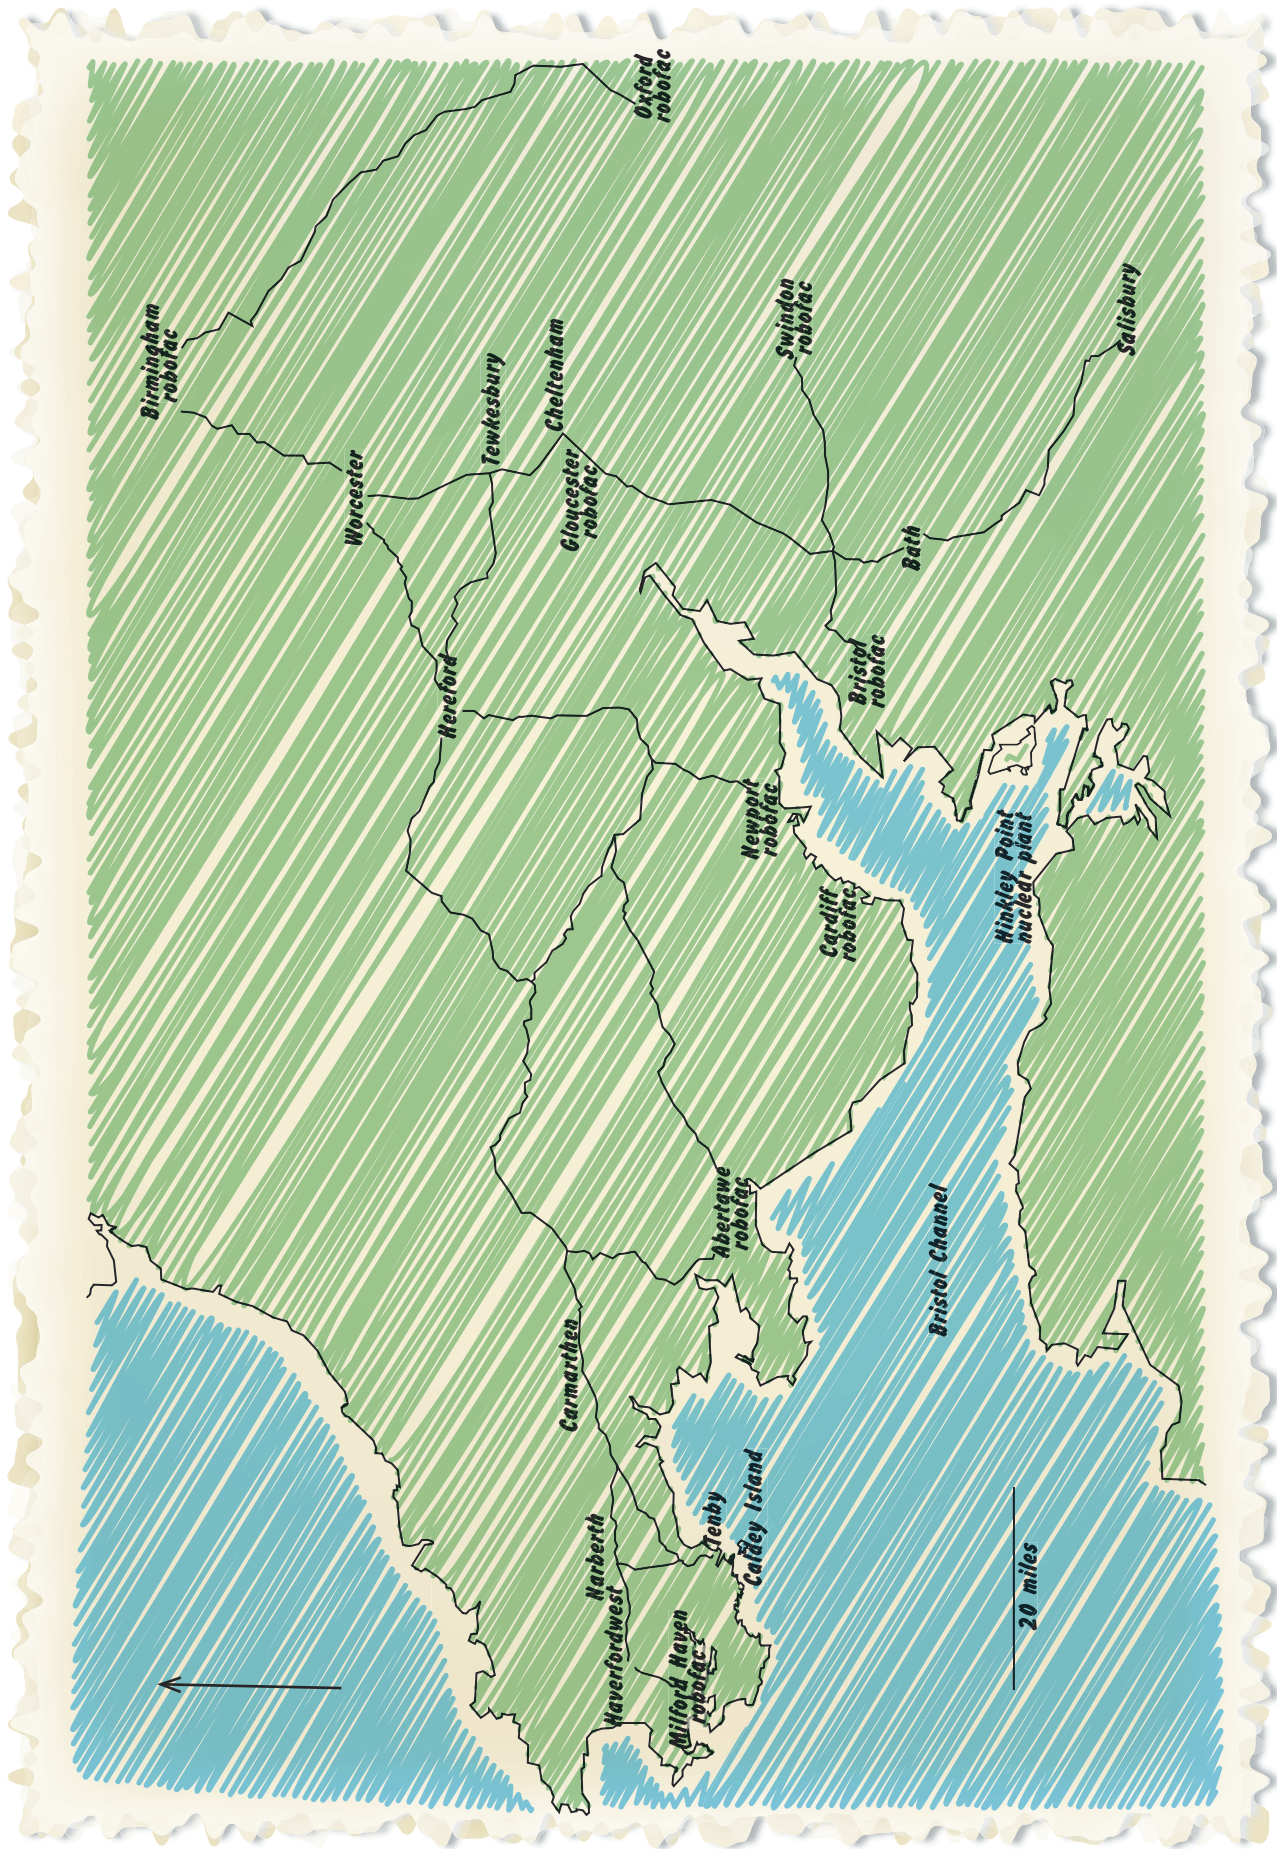 Oxford
robofac
Birmingham
robofac
Swindon
robofac
Salisbury
Cheltenham
Tewkesbury
Worcester
Gloucester
robofac
Bath
Hereford
Bristol
robofac
Newport
robofac
Cardiff
robofac
Hinkley Point
nuclear plant
Abertawe
robofac
Bristol Channel
Carmarthen
Tenby
Caldey Island
Narberth
Haverfordwest
Milford Haven
robofac
20 miles